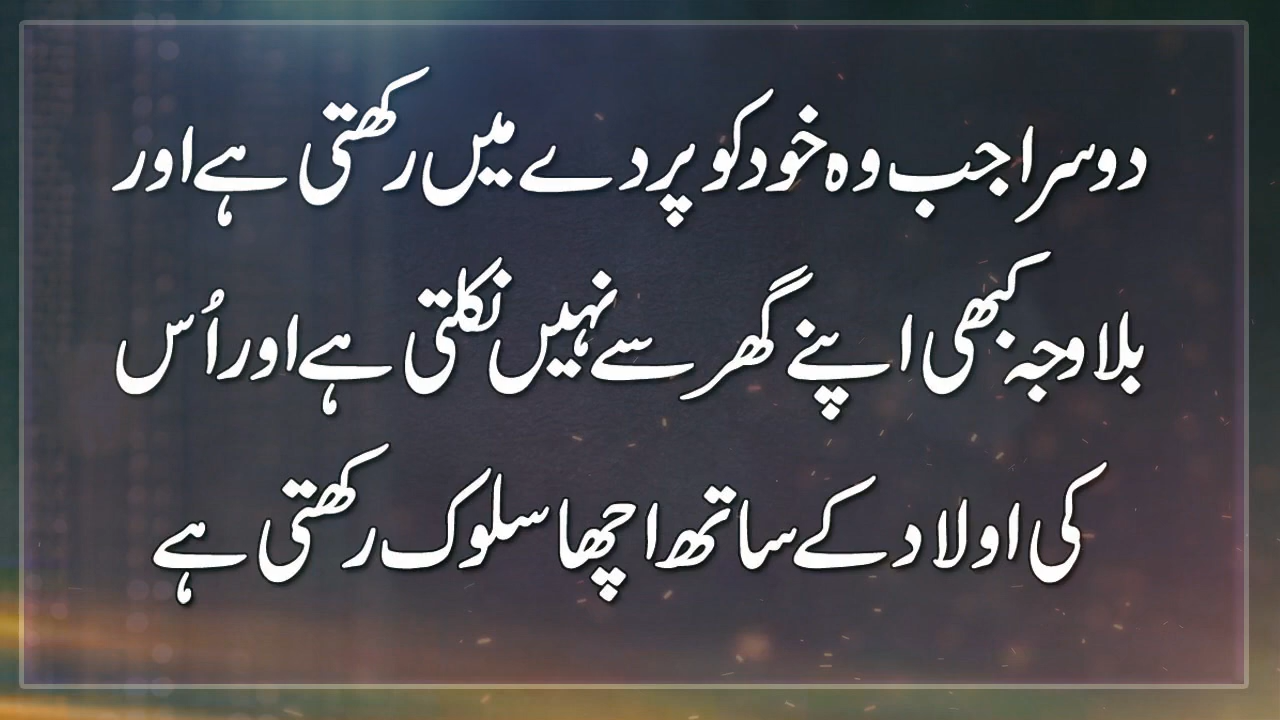 دوسرا جب وہ خود کو پردے میں رکھتی ہے اور
بلاوجہ کبھی اپنے گھر سے نہیں نکلتی ہے اور اُس
کی اولاد کے ساتھ اچھا سلوک رکھتی ہے